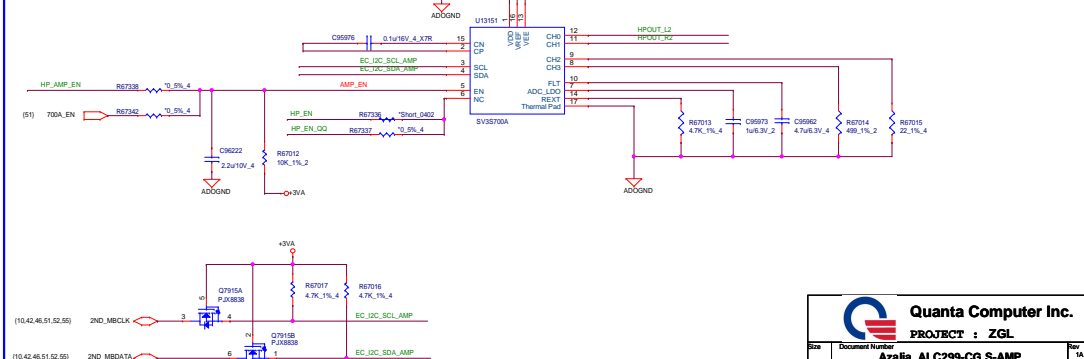 ADOGND
U13151
1 VDD
16 VREF
13 VEE
C95976 0.1u/16V_4_X7R
15 CN
2 CP
CH0 12 HPOUT_L2
CH1 11 HPOUT_R2
EC_I2C_SCL_AMP
3 SCL
EC_I2C_SDA_AMP
4 SDA
CH2 9
CH3 8
HP_AMP_EN R67338 *0_5%_4 AMP_EN
5 EN
6 NC
FLT 10
ADC_LDO 7
REXT 14
Thermal Pad 17
(51) 700A_EN R67342 *0_5%_4
HP_EN R67336 *Short_0402
HP_EN_QQ R67337 *0_5%_4
SV3S700A
R67013
4.7K_1%_4
C95973
1u/6.3V_2
C95962
4.7u/6.3V_4
R67014
499_1%_2
R67015
22_1%_4
C96222
2.2u/10V_4
R67012
10K_1%_2
ADOGND
+3VA
ADOGND
+3VA
Q7915A
PJX8838
5
R67017
4.7K_1%_4
R67016
4.7K_1%_4
(10,42,46,51,52,55) 2ND_MBCLK 3 4 EC_I2C_SCL_AMP
2
Q7915B
PJX8838
(10,42,46,51,52,55) 2ND_MBDATA 6 1 EC_I2C_SDA_AMP
Quanta Computer Inc.
PROJECT : ZGL
Size Document Number Rev
Azalia ALC299-CG S-AMP 1A